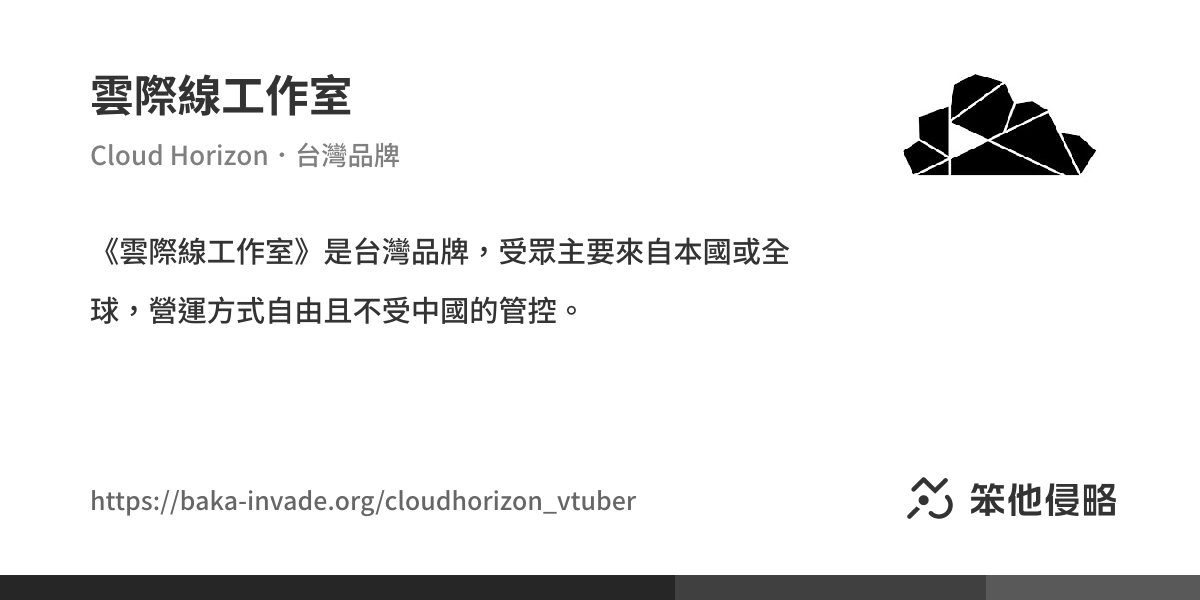 雲際線工作室
Cloud Horizon・台灣品牌
《雲際線工作室》是台灣品牌，受眾主要來自本國或全
球，營運方式自由且不受中國的管控。
https://baka-invade.org/cloudhorizon_vtuber
笨他侵略